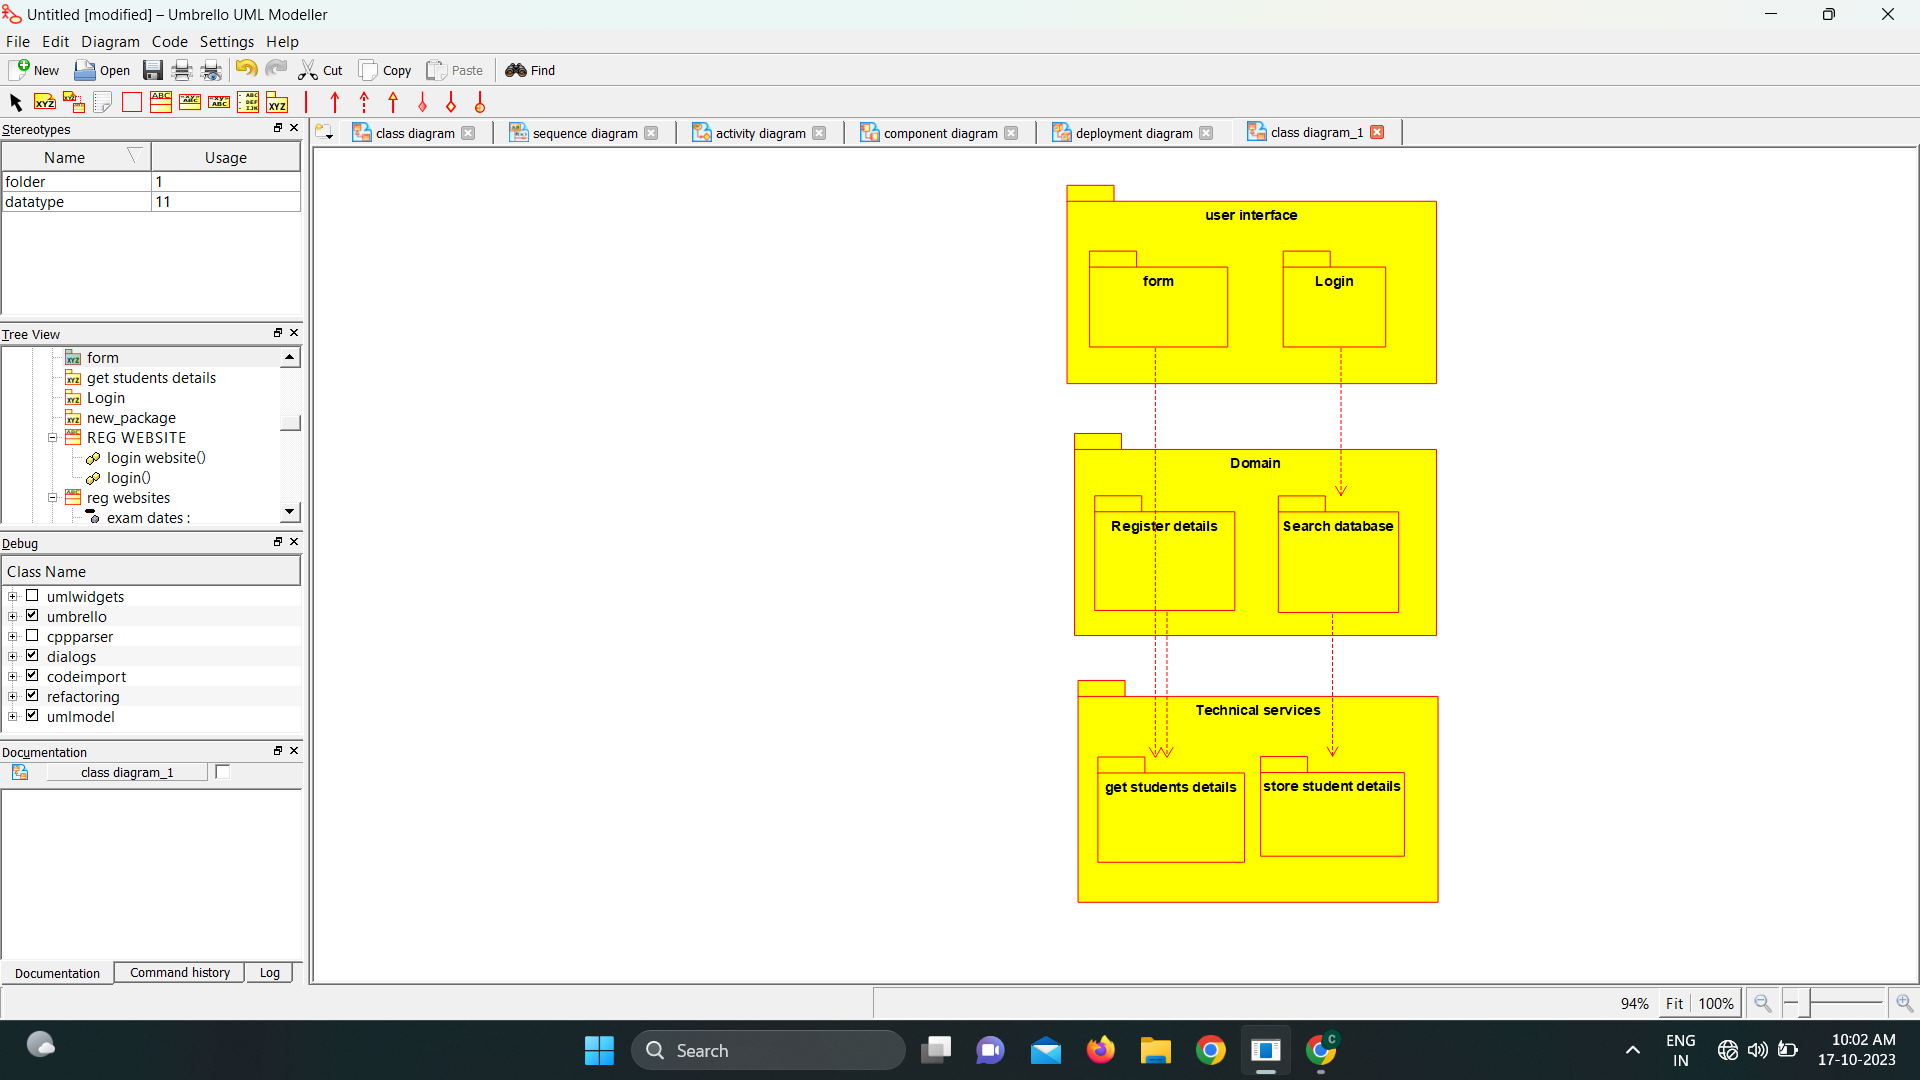 Untitled [modified] – Umbrello UML Modeller
File Edit Diagram Code Settings Help
New Open Cut Copy Paste Find
Stereotypes
Name Usage
folder 1
datatype 11
Tree View
form
get students details
Login
new_package
REG WEBSITE
login website()
login()
reg websites
exam dates :
Debug
Class Name
umlwidgets
umbrello
cppparser
dialogs
codeimport
refactoring
umlmodel
Documentation
class diagram_1
Documentation Command history Log
class diagram sequence diagram activity diagram component diagram deployment diagram class diagram_1
user interface
form Login
Domain
Register details Search database
Technical services
get students details store student details
94% Fit 100%
Search
ENG
IN
10:02 AM
17-10-2023